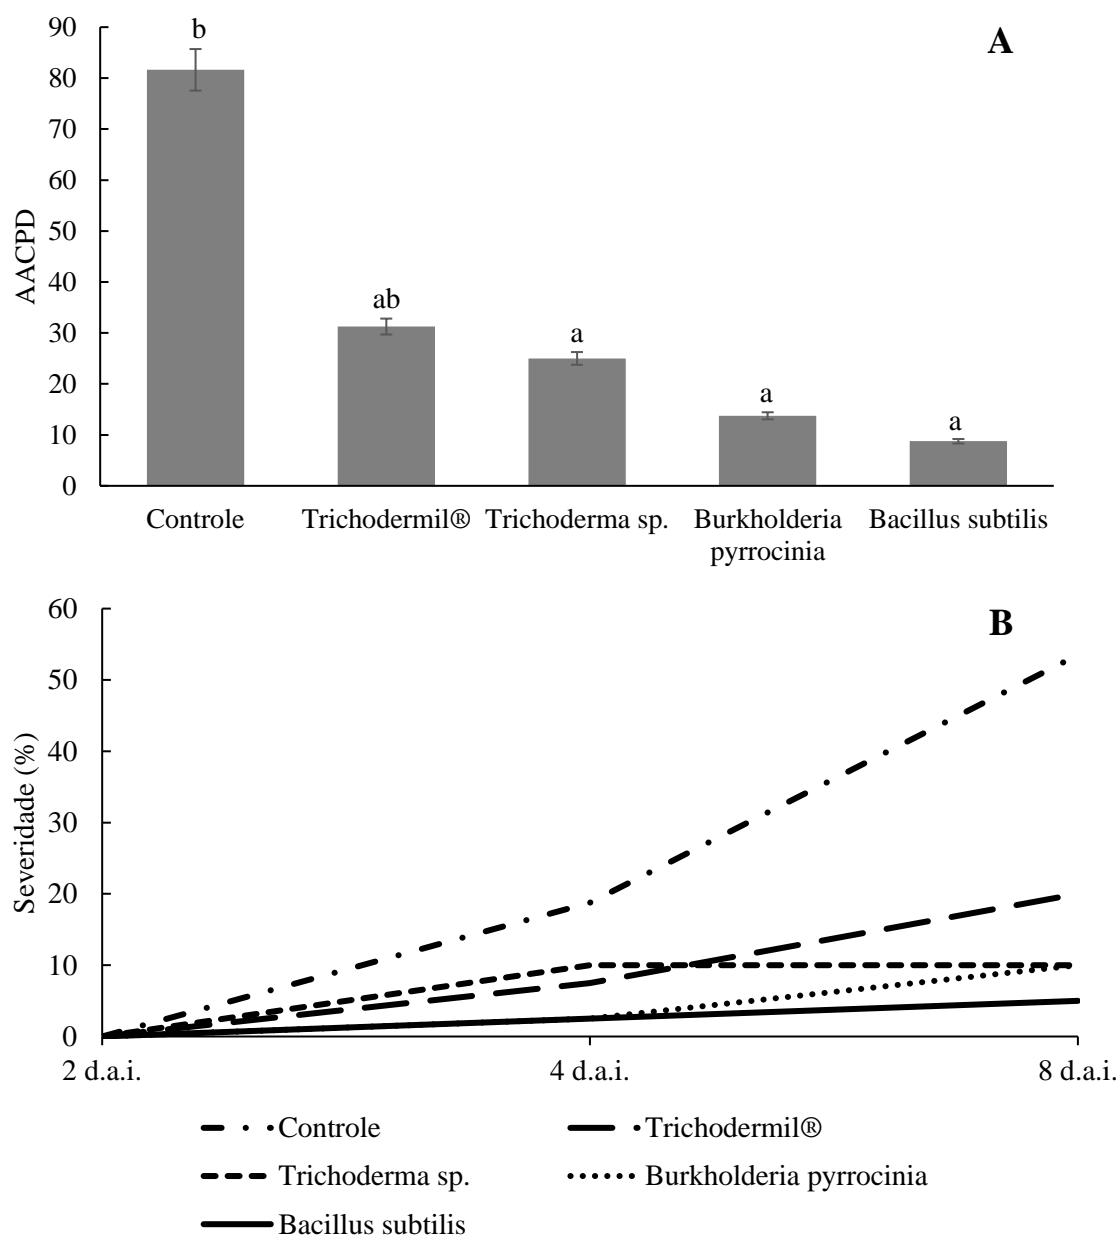 A
90
80
70
60
50
40
30
20
10
0
AACPD
b
ab
a
a
a
Controle
Trichodermil®
Trichoderma sp.
Burkholderia
pyrrocinia
Bacillus subtilis
B
60
50
40
30
20
10
0
Severidade (%)
2 d.a.i.
4 d.a.i.
8 d.a.i.
Controle
Trichodermil®
Trichoderma sp.
Burkholderia pyrrocinia
Bacillus subtilis